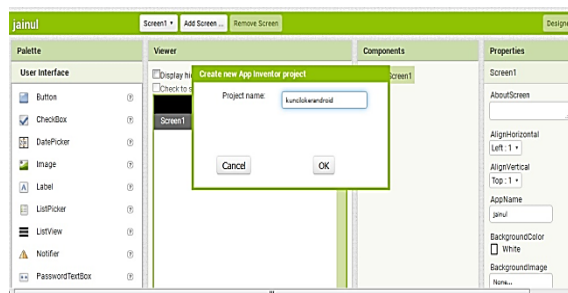 jainul
Screen1
Add Screen ...
Remove Screen
Designe
Palette
Viewer
Components
Properties
User Interface
Button
CheckBox
DatePicker
Image
Label
ListPicker
ListView
Notifier
PasswordTextBox
Display hi
Check to s
Screen1
Create new App Inventor project
Project name:
kuncilokerandroid
Cancel
OK
Screen1
Screen1
AboutScreen
AlignHorizontal
Left : 1
AlignVertical
Top : 1
AppName
jainul
BackgroundColor
White
BackgroundImage
None...